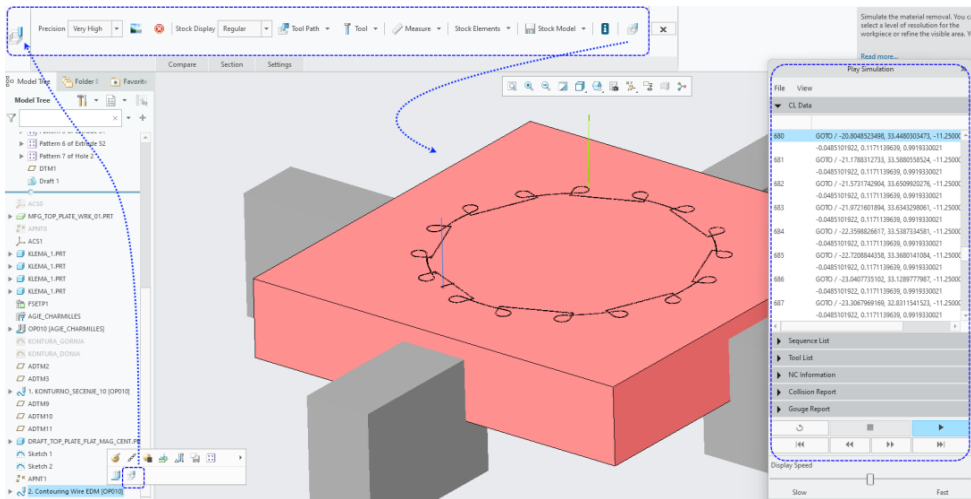 Precision Very High Stock Display Regular Tool Path Tool Measure Stock Elements Stock Model
Compare Section Settings
Simulate the material removal. You c
select a level of resolution for the
workpiece or refine the visible area. Y
Read more...
Model Tree Folder Favorite
Model Tree
Pattern 6 of Extrude 51
Pattern 6 of Extrude 52
Pattern 7 of Hole 2
DTM1
Draft 1
ACS0
MFG_TOP_PLATE_WRK_01.PRT
APNT0
ACS1
KLEMA_1.PRT
KLEMA_1.PRT
KLEMA_1.PRT
KLEMA_1.PRT
FSETP1
AGIE_CHARMILLES
OP010 [AGIE_CHARMILLES]
KONTURA_GORNJA
KONTURA_DONJA
ADTM2
ADTM3
1. KONTURNO_SECENJE_10 [OP010]
ADTM9
ADTM10
ADTM11
DRAFT_TOP_PLATE_FLAT_MAG_CENT.P
Sketch 1
Sketch 2
APNT1
2. Contouring Wire EDM [OP010]
Play Simulation
File View
CL Data
680 GOTO / -20.8048523498, 33.4480303473, -11.25000
-0.0485101922, 0.1171139639, 0.9919330021
681 GOTO / -21.1788312733, 33.5880558524, -11.25000
-0.0485101922, 0.1171139639, 0.9919330021
682 GOTO / -21.5731742904, 33.6509920276, -11.25000
-0.0485101922, 0.1171139639, 0.9919330021
683 GOTO / -21.9721601894, 33.6343298061, -11.25000
-0.0485101922, 0.1171139639, 0.9919330021
684 GOTO / -22.3598826617, 33.5387334581, -11.25000
-0.0485101922, 0.1171139639, 0.9919330021
685 GOTO / -22.7208844358, 33.3680141084, -11.25000
-0.0485101922, 0.1171139639, 0.9919330021
686 GOTO / -23.0407735102, 33.1289777987, -11.25000
-0.0485101922, 0.1171139639, 0.9919330021
687 GOTO / -23.3067969169, 32.8311541523, -11.25000
-0.0485101922, 0.1171139639, 0.9919330021
Sequence List
Tool List
NC Information
Collision Report
Gouge Report
Display Speed
Slow Fast